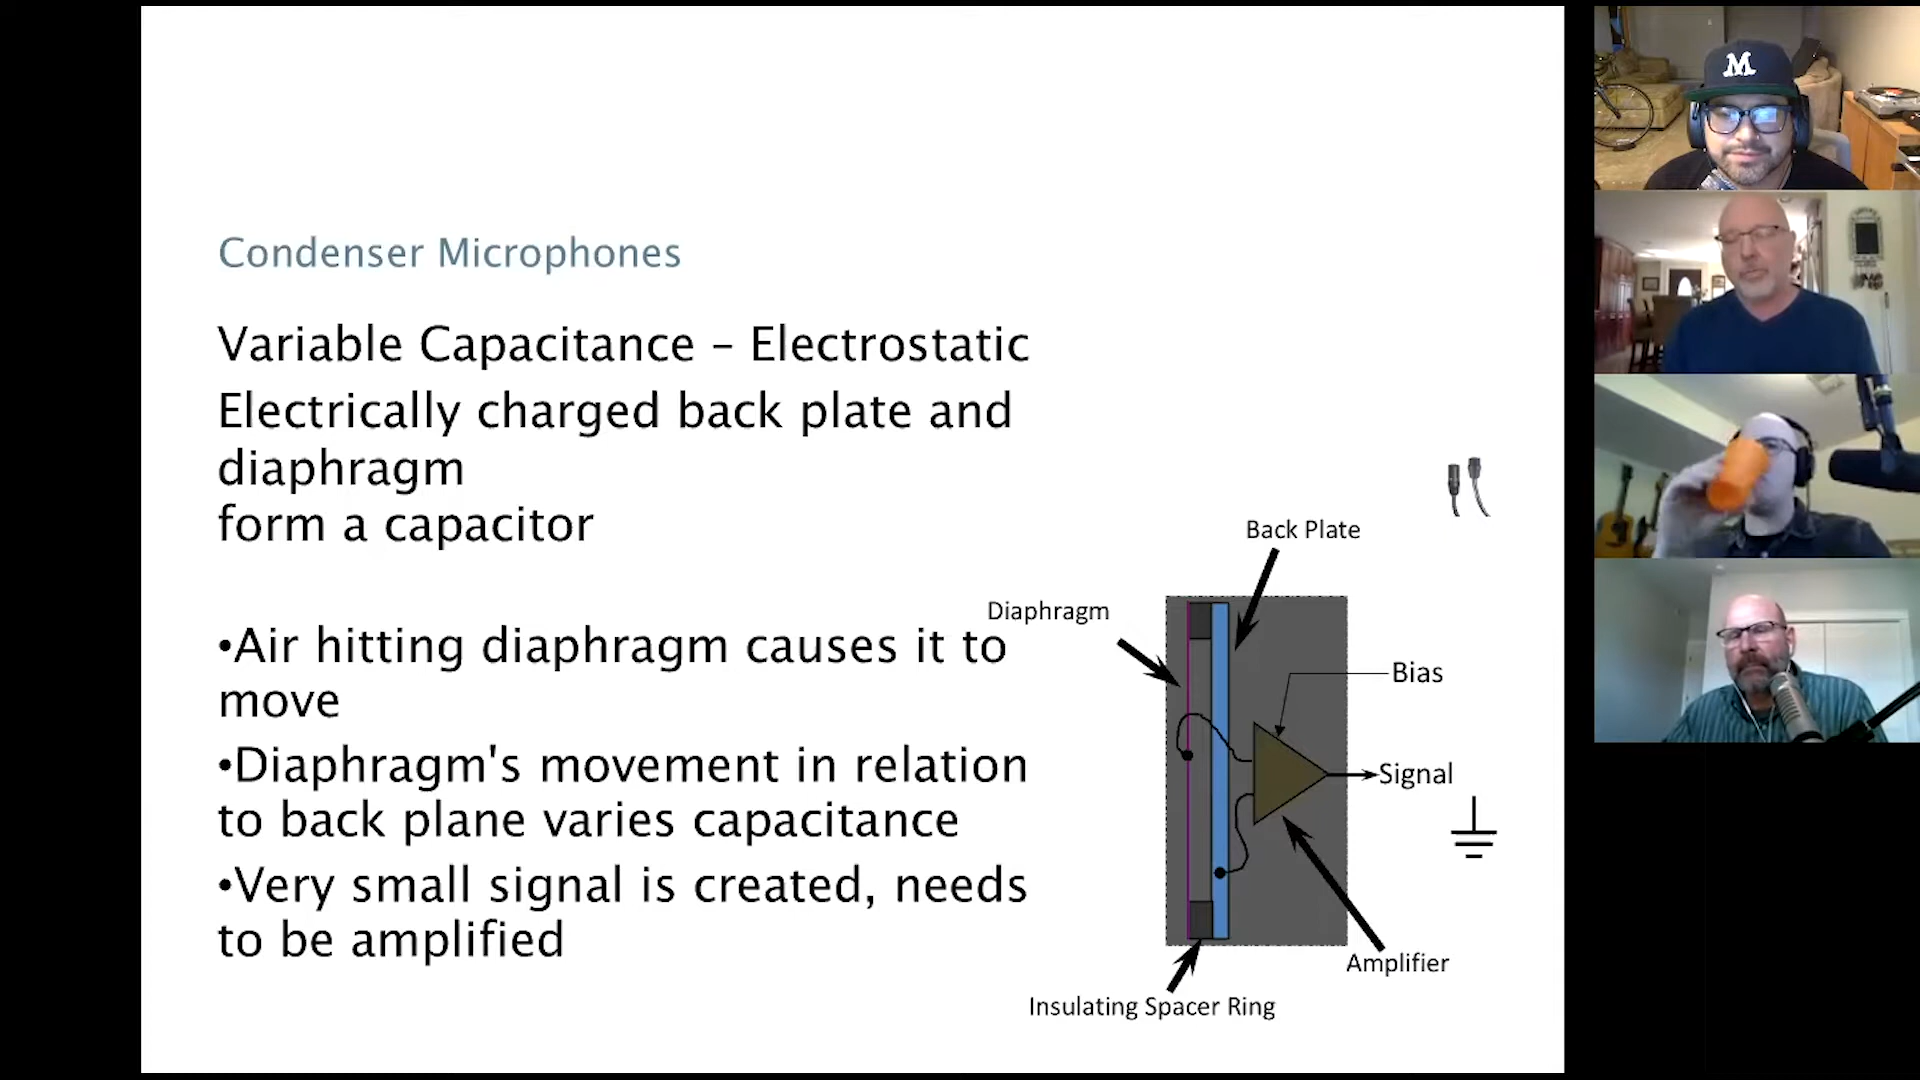 M
Condenser Microphones
Variable Capacitance – Electrostatic
Electrically charged back plate and
diaphragm
form a capacitor
•Air hitting diaphragm causes it to
move
•Diaphragm's movement in relation
to back plane varies capacitance
•Very small signal is created, needs
to be amplified
Back Plate
Diaphragm
Bias
Signal
Amplifier
Insulating Spacer Ring